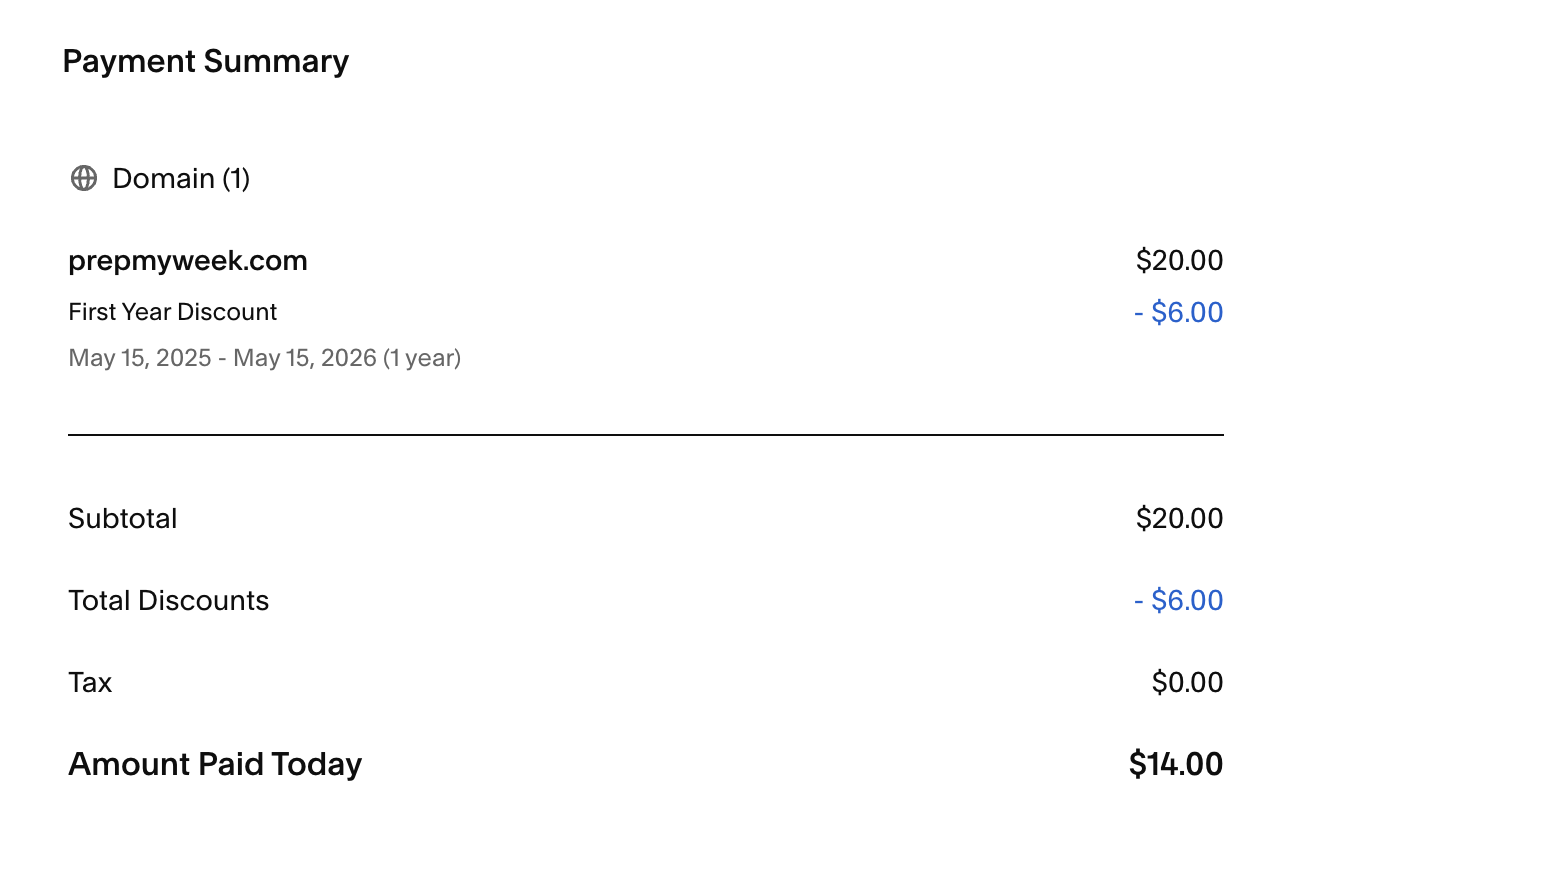 Payment Summary
Domain (1)
prepmyweek.com $20.00
First Year Discount - $6.00
May 15, 2025 - May 15, 2026 (1 year)
Subtotal $20.00
Total Discounts - $6.00
Tax $0.00
Amount Paid Today $14.00